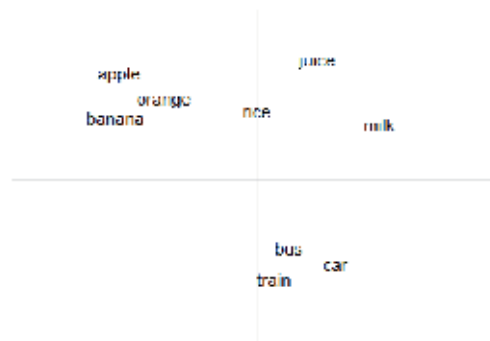 juice
apple
orange
rice
banana
milk
bus
car
train